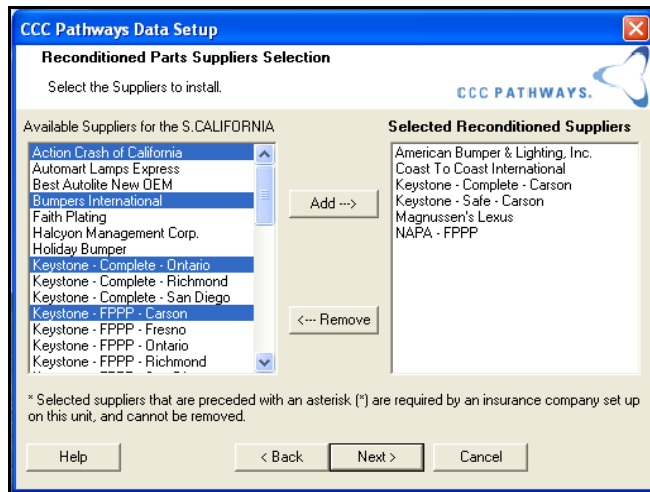 CCC Pathways Data Setup
Reconditioned Parts Suppliers Selection
Select the Suppliers to install.
CCC PATHWAYS.
Available Suppliers for the S.CALIFORNIA
Selected Reconditioned Suppliers
Action Crash of California
Automart Lamps Express
Best Autolite New OEM
Bumpers International
Faith Plating
Halcyon Management Corp.
Holiday Bumper
Keystone - Complete - Ontario
Keystone - Complete - Richmond
Keystone - Complete - San Diego
Keystone - FPPP - Carson
Keystone - FPPP - Fresno
Keystone - FPPP - Ontario
Keystone - FPPP - Richmond
Add --->
<--- Remove
American Bumper & Lighting, Inc.
Coast To Coast International
Keystone - Complete - Carson
Keystone - Safe - Carson
Magnussen's Lexus
NAPA - FPPP
* Selected suppliers that are preceded with an asterisk (*) are required by an insurance company set up
on this unit, and cannot be removed.
Help
< Back
Next >
Cancel